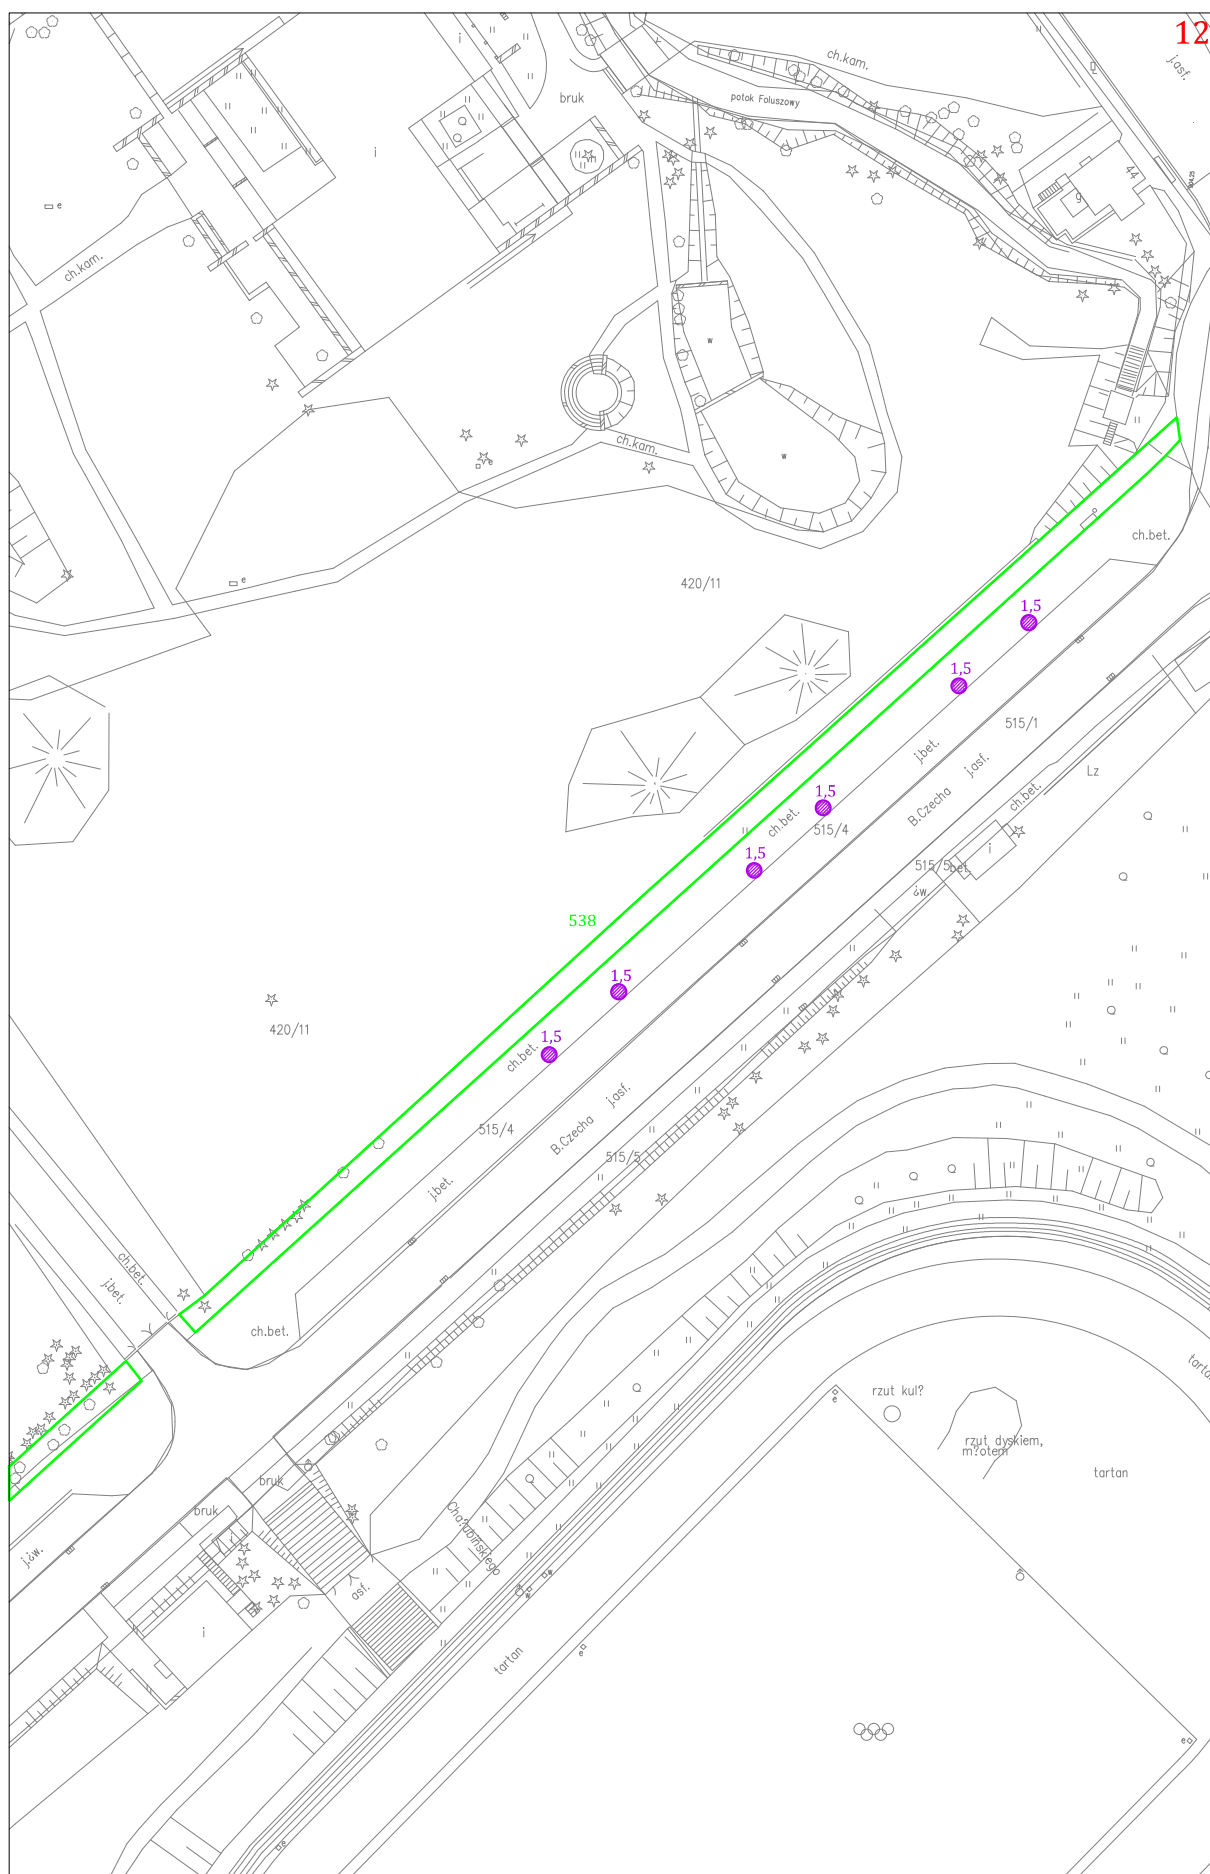 12
ch.kam.
j.asf.
i
bruk
potok Foluszowy
i
44
g
e
ch.kam.
w
ch.kam.
e
w
e
ch.bet.
420/11
1,5
1,5
515/1
j.bet.
j.asf.
Lz
1,5
ch.bet.
B.Czecha
ch.bet.
515/4
i
1,5
515/5
bet.
538
1,5
420/11
1,5
ch.bet.
j.asf.
515/4
B.Czecha
515/5
j.bet.
ch.bet.
j.bet.
ch.bet.
rzut kul?
e
rzut dyskiem,
m?otem
tartan
bruk
bruk
Cha?ubińskiego
asf.
w
w
i
tartan
e
e
e